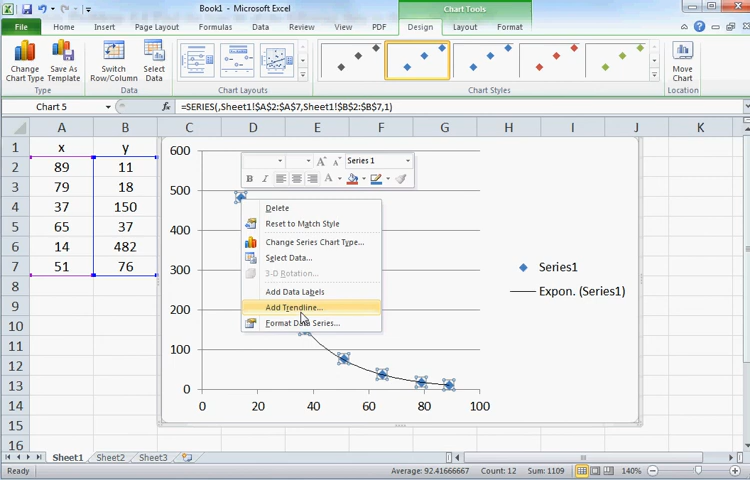 Book1 - Microsoft Excel
Chart Tools
File Home Insert Page Layout Formulas Data Review View PDF Design Layout Format
Change Chart Type
Save As Template
Switch Row/Column
Select Data
Move Chart
Type Data Chart Layouts Chart Styles Location
Chart 5 fx =SERIES(,Sheet1!$A$2:$A$7,Sheet1!$B$2:$B$7,1)
A B C D E F G H I J K L
1 x y
2 89 11
3 79 18
4 37 150
5 65 37
6 14 482
7 51 76
8
9
10
11
12
13
14
15
16
600
500
400
300
200
100
0
0 20 40 60 80 100
Series 1
A A
B I A
Delete
Reset to Match Style
Change Series Chart Type...
Select Data...
3-D Rotation...
Add Data Labels
Add Trendline...
Format Data Series...
Series1
Expon. (Series1)
Sheet1 Sheet2 Sheet3
Ready Average: 92.41666667 Count: 12 Sum: 1109 140%